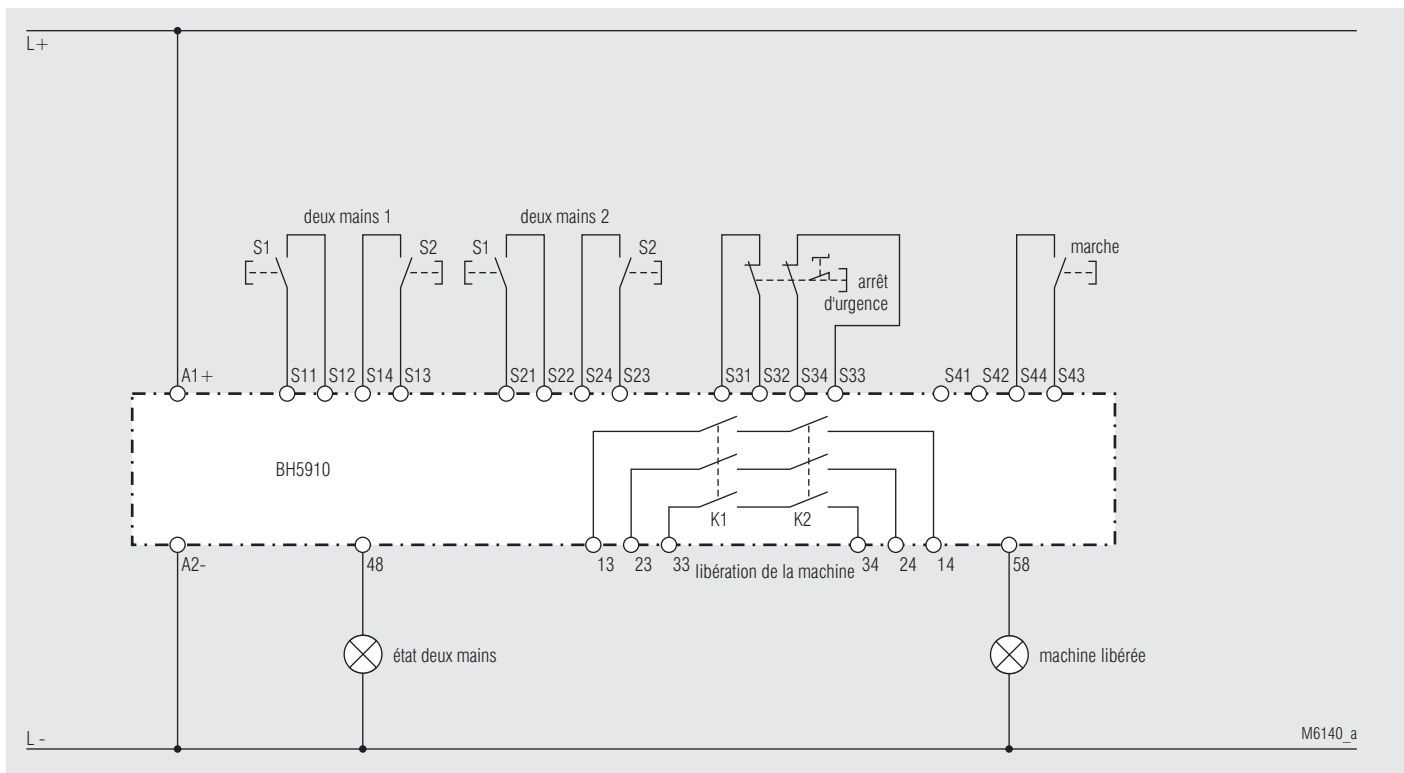 L+
deux mains 1
deux mains 2
S1
S2
S1
S2
marche
arrêt
d'urgence
A1+
S11
S12
S14
S13
S21
S22
S24
S23
S31
S32
S34
S33
S41
S42
S44
S43
BH5910
K1
K2
A2-
48
13
23
33
libération de la machine
34
24
14
58
état deux mains
machine libérée
L -
M6140_a